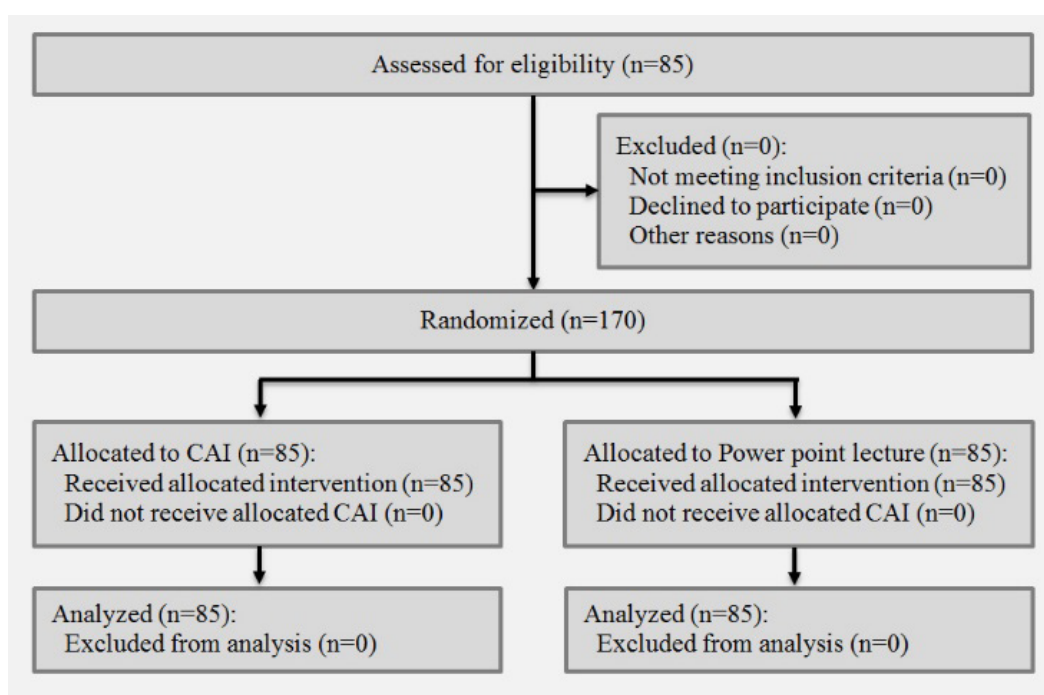 Assessed for eligibility (n=85)
Excluded (n=0):
Not meeting inclusion criteria (n=0)
Declined to participate (n=0)
Other reasons (n=0)
Randomized (n=170)
Allocated to CAI (n=85):
Received allocated intervention (n=85)
Did not receive allocated CAI (n=0)
Allocated to Power point lecture (n=85):
Received allocated intervention (n=85)
Did not receive allocated CAI (n=0)
Analyzed (n=85):
Excluded from analysis (n=0)
Analyzed (n=85):
Excluded from analysis (n=0)